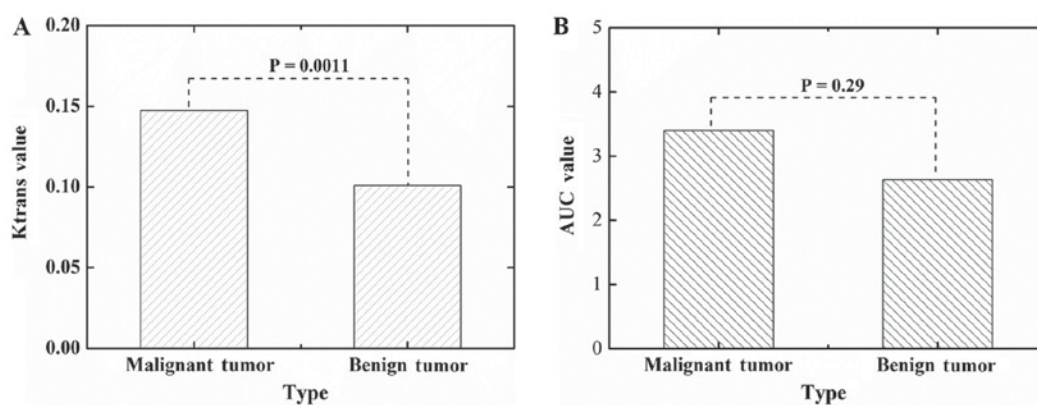 A
0.20
0.15
0.10
0.05
0.00
Ktrans value
P = 0.0011
Malignant tumor
Benign tumor
Type
B
5
4
3
2
1
0
AUC value
P = 0.29
Malignant tumor
Benign tumor
Type